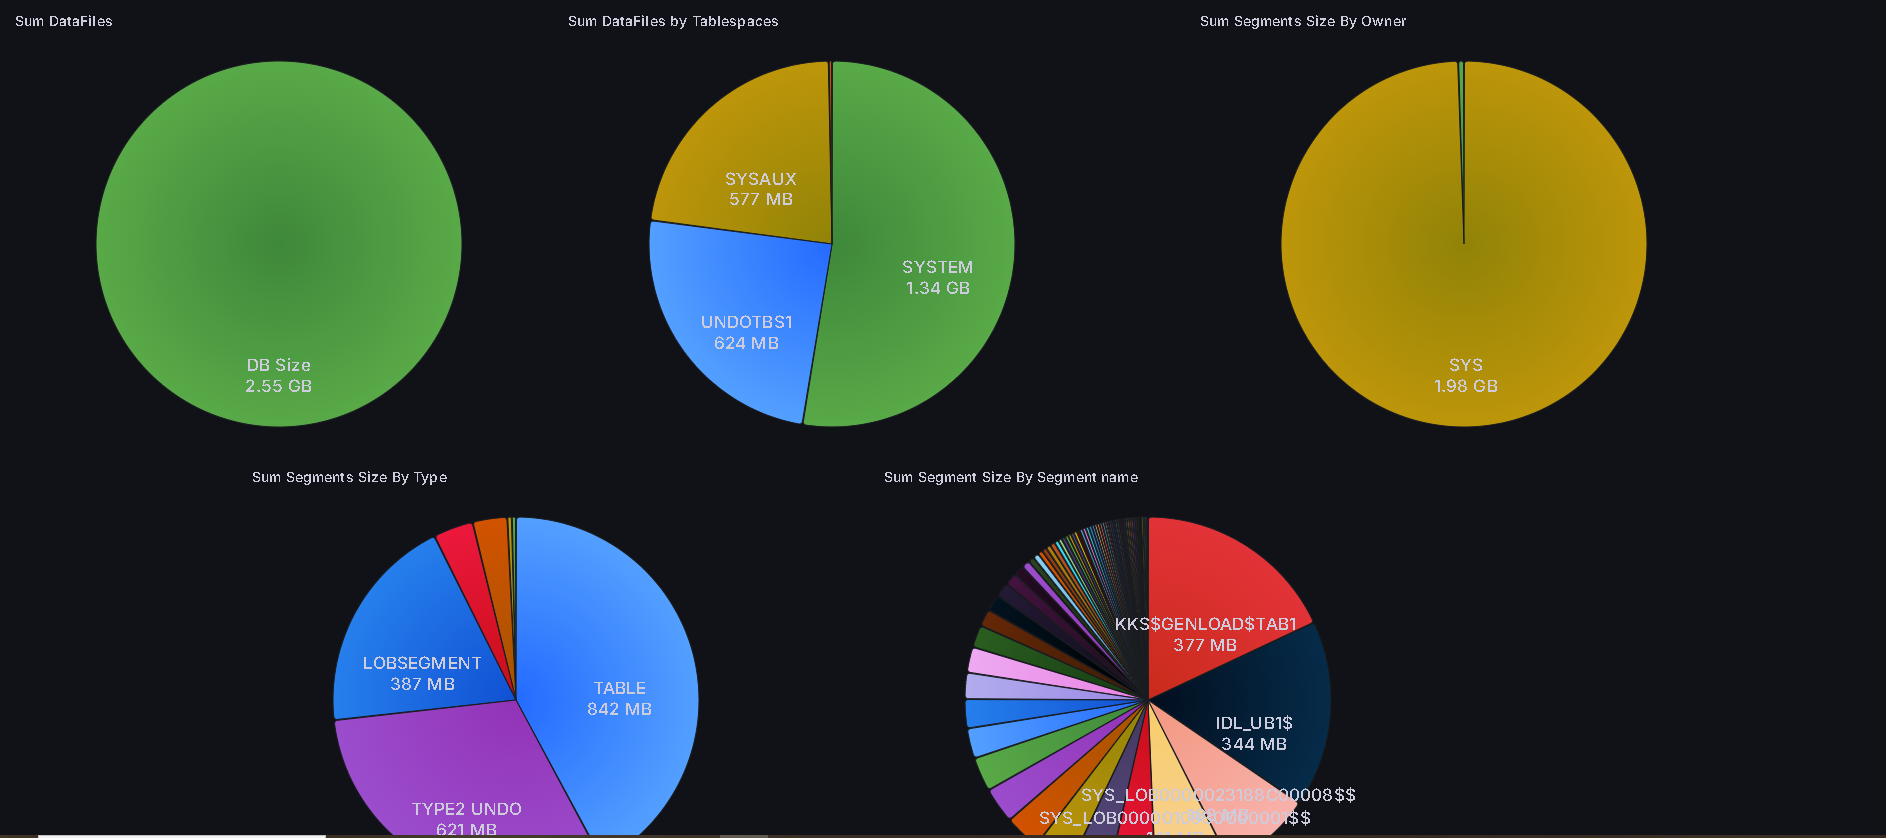 Sum DataFiles
Sum DataFiles by Tablespaces
Sum Segments Size By Owner
SYSAUX
577 MB
SYSTEM
1.34 GB
UNDOTBS1
624 MB
DB Size
2.55 GB
SYS
1.98 GB
Sum Segments Size By Type
Sum Segment Size By Segment name
KKS$GENLOAD$TAB1
377 MB
LOBSEGMENT
387 MB
TABLE
842 MB
IDL_UB1$
344 MB
TYPE2 UNDO
621 MB
SYS_LOB0000023188C00008$$